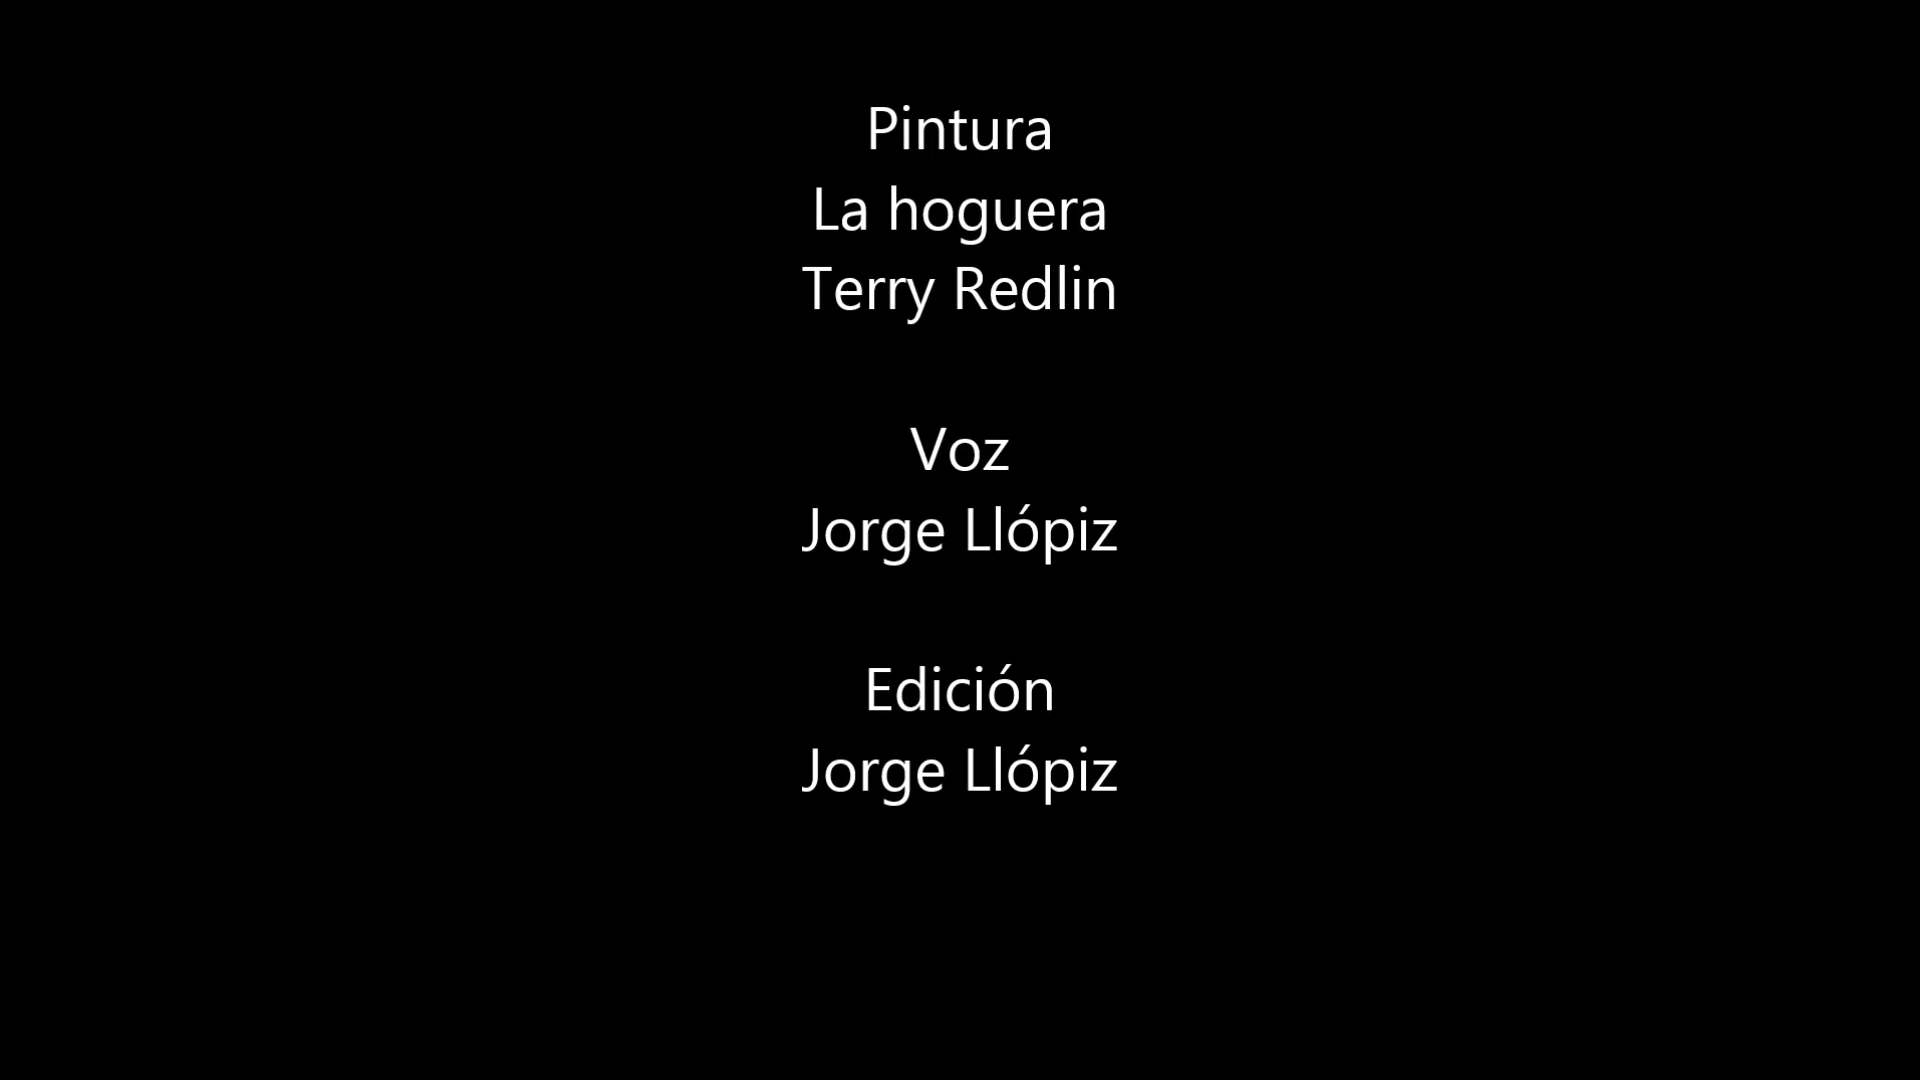 Pintura
La hoguera
Terry Redlin
Voz
Jorge Llópiz
Edición
Jorge Llópiz